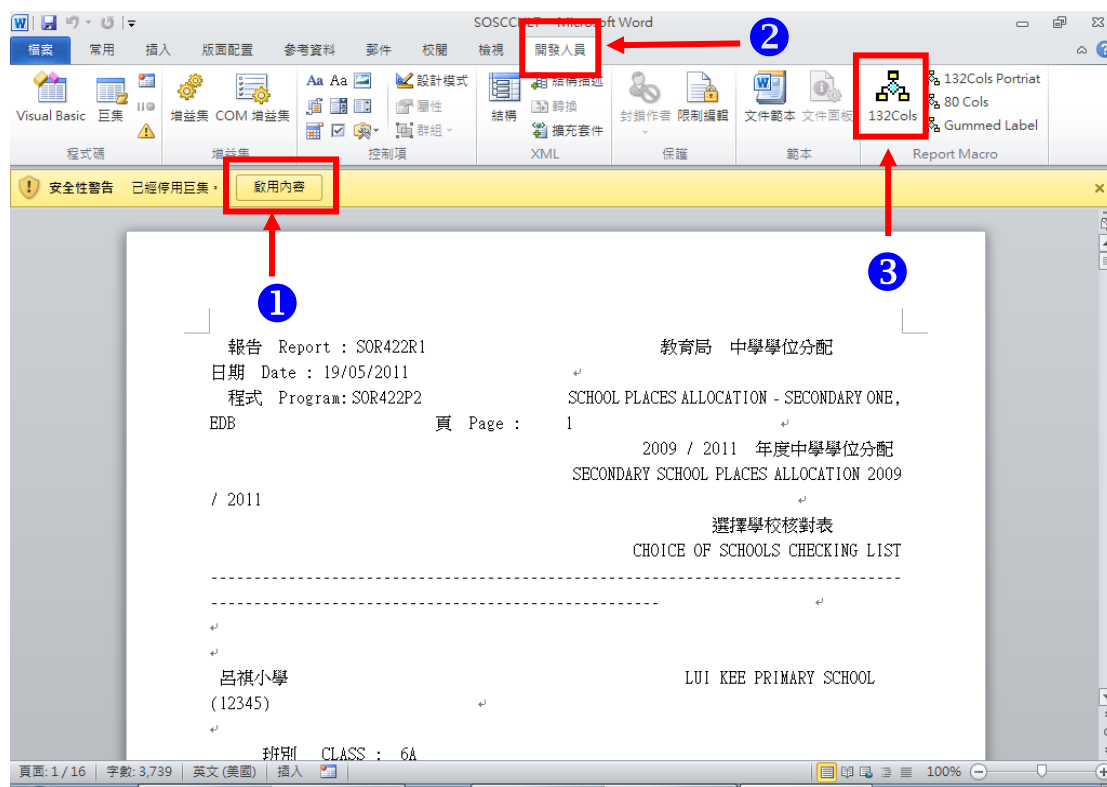 SOSCCHLT - Microsoft Word
2
檔案 常用 插入 版面配置 參考資料 郵件 校閱 檢視 開發人員
Visual Basic 巨集 增益集 COM 增益集 Aa Aa 設計模式 屬性 群組 結構 結構描述 轉換 擴充套件 封鎖作者 限制編輯 文件範本 文件面板 132Cols 132Cols Portriat
80 Cols
Gummed Label
程式碼 增益集 控制項 XML 保護 範本 Report Macro
安全性警告 已經停用巨集。 啟用內容
3
1
報告 Report : SOR422R1 教育局 中學學位分配
日期 Date : 19/05/2011
程式 Program: SOR422P2 SCHOOL PLACES ALLOCATION - SECONDARY ONE,
EDB 頁 Page : 1
2009 / 2011 年度中學學位分配
SECONDARY SCHOOL PLACES ALLOCATION 2009
/ 2011
選擇學校核對表
CHOICE OF SCHOOLS CHECKING LIST
--------------------------------------------------------------------------------
----------------------------------------------------
呂祺小學 LUI KEE PRIMARY SCHOOL
(12345)
班別 CLASS : 6A
頁面: 1 / 16 字數: 3,739 英文 (美國) 插入 100%